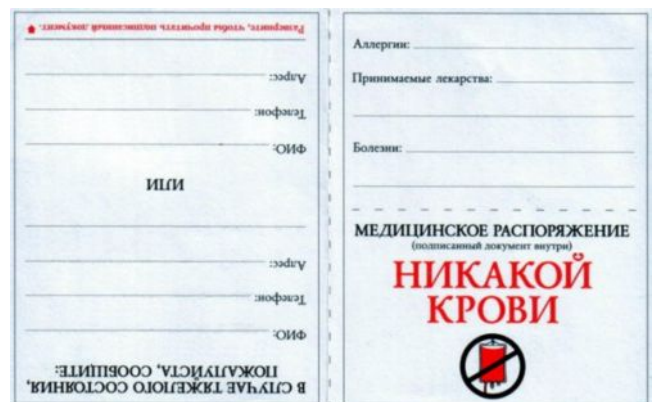 В СЛУЧАЕ ТЯЖЕЛОГО СОСТОЯНИЯ,
ПОЖАЛУЙСТА, СООБЩИТЕ:
ФИО:
Телефон:
Адрес:
ИЛИ
ФИО:
Телефон:
Адрес:
Разверните, чтобы прочитать подписанный документ.
Аллергии:
Принимаемые лекарства:
Болезни:
МЕДИЦИНСКОЕ РАСПОРЯЖЕНИЕ
(подписанный документ внутри)
НИКАКОЙ
КРОВИ